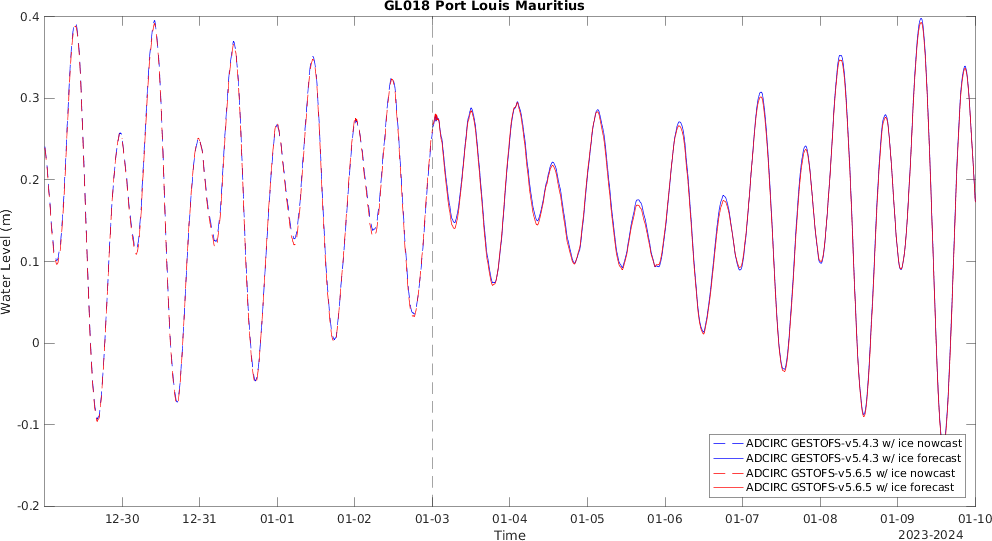 GL018 Port Louis Mauritius
0.4
0.3
0.2
0.1
0
-0.1
-0.2
Water Level (m)
12-30 12-31 01-01 01-02 01-03 01-04 01-05 01-06 01-07 01-08 01-09 01-10
Time
2023-2024
ADCIRC GESTOFS-v5.4.3 w/ ice nowcast
ADCIRC GESTOFS-v5.4.3 w/ ice forecast
ADCIRC GSTOFS-v5.6.5 w/ ice nowcast
ADCIRC GSTOFS-v5.6.5 w/ ice forecast